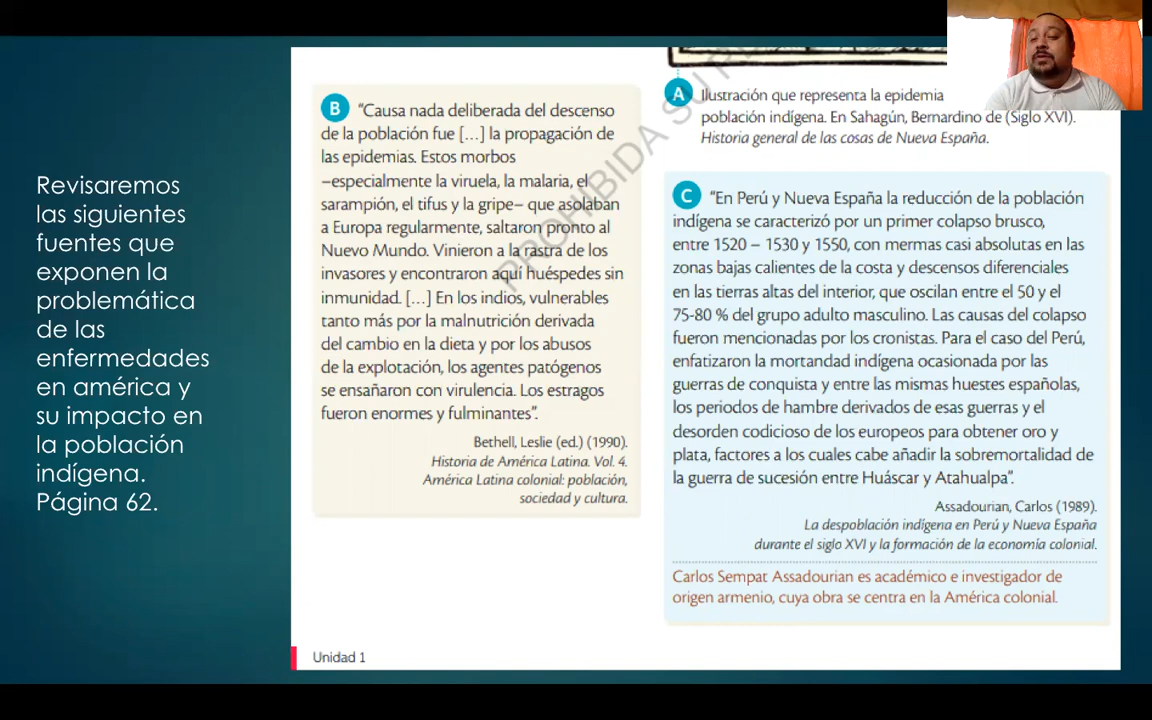 Revisaremos
las siguientes
fuentes que
exponen la
problemática
de las
enfermedades
en américa y
su impacto en
la población
indígena.
Página 62.
B "Causa nada deliberada del descenso
de la población fue [...] la propagación de
las epidemias. Estos morbos
–especialmente la viruela, la malaria, el
sarampión, el tifus y la gripe– que asolaban
a Europa regularmente, saltaron pronto al
Nuevo Mundo. Vinieron a la rastra de los
invasores y encontraron aquí huéspedes sin
inmunidad. [...] En los indios, vulnerables
tanto más por la malnutrición derivada
del cambio en la dieta y por los abusos
de la explotación, los agentes patógenos
se ensañaron con virulencia. Los estragos
fueron enormes y fulminantes".
Bethell, Leslie (ed.) (1990).
Historia de América Latina. Vol. 4.
América Latina colonial: población,
sociedad y cultura.
A Ilustración que representa la epidemia
población indígena. En Sahagún, Bernardino de (Siglo XVI).
Historia general de las cosas de Nueva España.
C "En Perú y Nueva España la reducción de la población
indígena se caracterizó por un primer colapso brusco,
entre 1520 – 1530 y 1550, con mermas casi absolutas en las
zonas bajas calientes de la costa y descensos diferenciales
en las tierras altas del interior, que oscilan entre el 50 y el
75-80 % del grupo adulto masculino. Las causas del colapso
fueron mencionadas por los cronistas. Para el caso del Perú,
enfatizaron la mortandad indígena ocasionada por las
guerras de conquista y entre las mismas huestes españolas,
los periodos de hambre derivados de esas guerras y el
desorden codicioso de los europeos para obtener oro y
plata, factores a los cuales cabe añadir la sobremortalidad de
la guerra de sucesión entre Huáscar y Atahualpa".
Assadourian, Carlos (1989).
La despoblación indígena en Perú y Nueva España
durante el siglo XVI y la formación de la economía colonial.
Carlos Sempat Assadourian es académico e investigador de
origen armenio, cuya obra se centra en la América colonial.
Unidad 1
PROHIBIDA SU